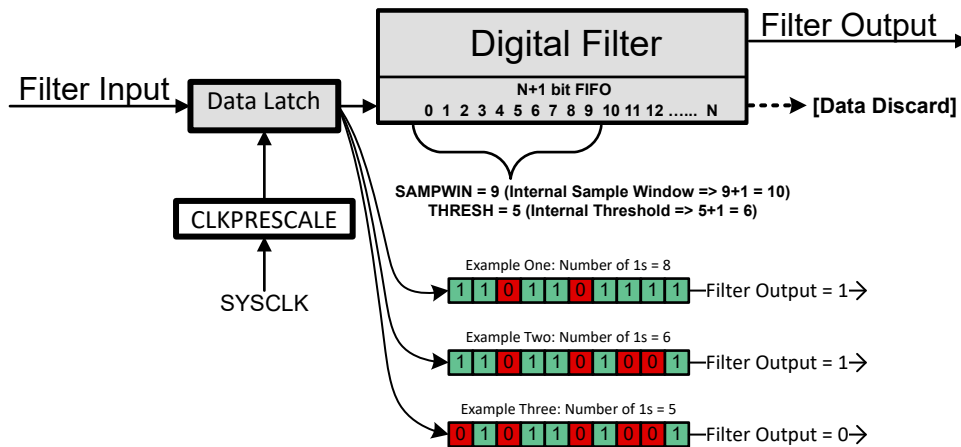 Filter Output
Digital Filter
Filter Input
Data Latch
N+1 bit FIFO
0 1 2 3 4 5 6 7 8 9 10 11 12 …... N
[Data Discard]
SAMPWIN = 9 (Internal Sample Window => 9+1 = 10)
THRESH = 5 (Internal Threshold => 5+1 = 6)
CLKPRESCALE
SYSCLK
Example One: Number of 1s = 8
1 1 0 1 1 0 1 1 1 1
Filter Output = 1
Example Two: Number of 1s = 6
1 1 0 1 1 0 1 0 0 1
Filter Output = 1
Example Three: Number of 1s = 5
0 1 0 1 1 0 1 0 0 1
Filter Output = 0